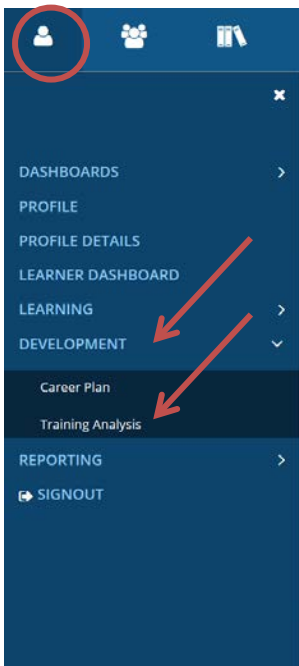 DASHBOARDS
PROFILE
PROFILE DETAILS
LEARNER DASHBOARD
LEARNING
DEVELOPMENT
Career Plan
Training Analysis
REPORTING
SIGNOUT